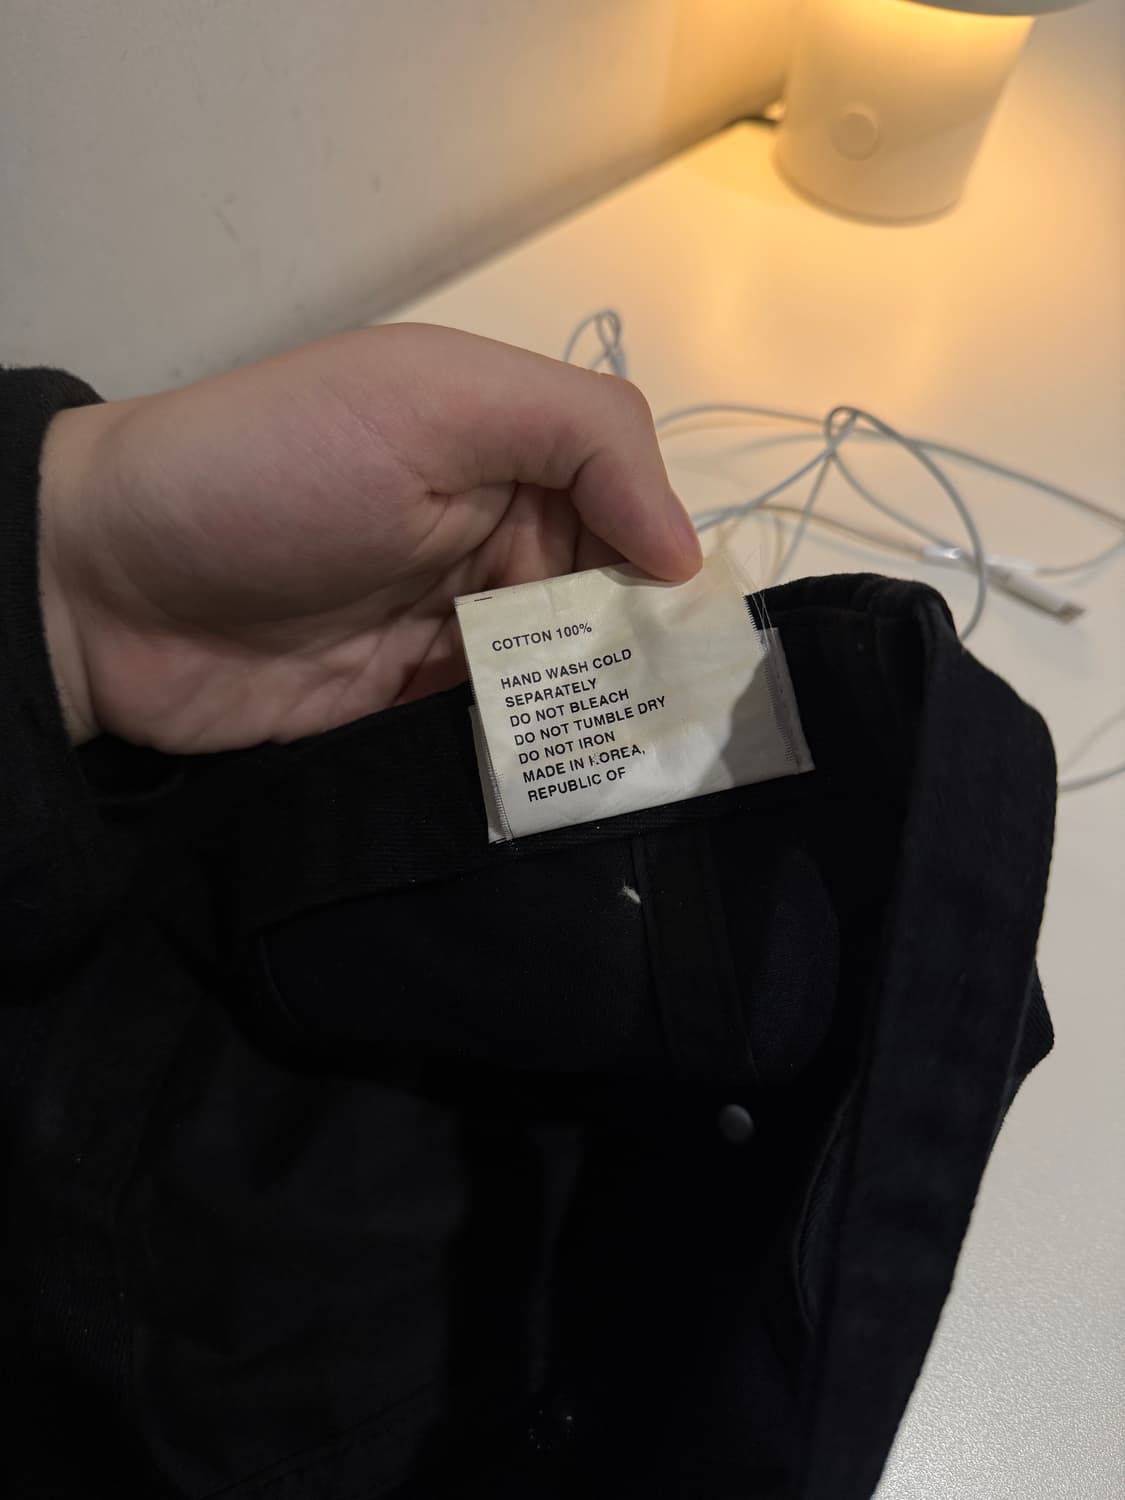 COTTON 100%
HAND WASH COLD
SEPARATELY
DO NOT BLEACH
DO NOT TUMBLE DRY
DO NOT IRON
MADE IN KOREA,
REPUBLIC OF